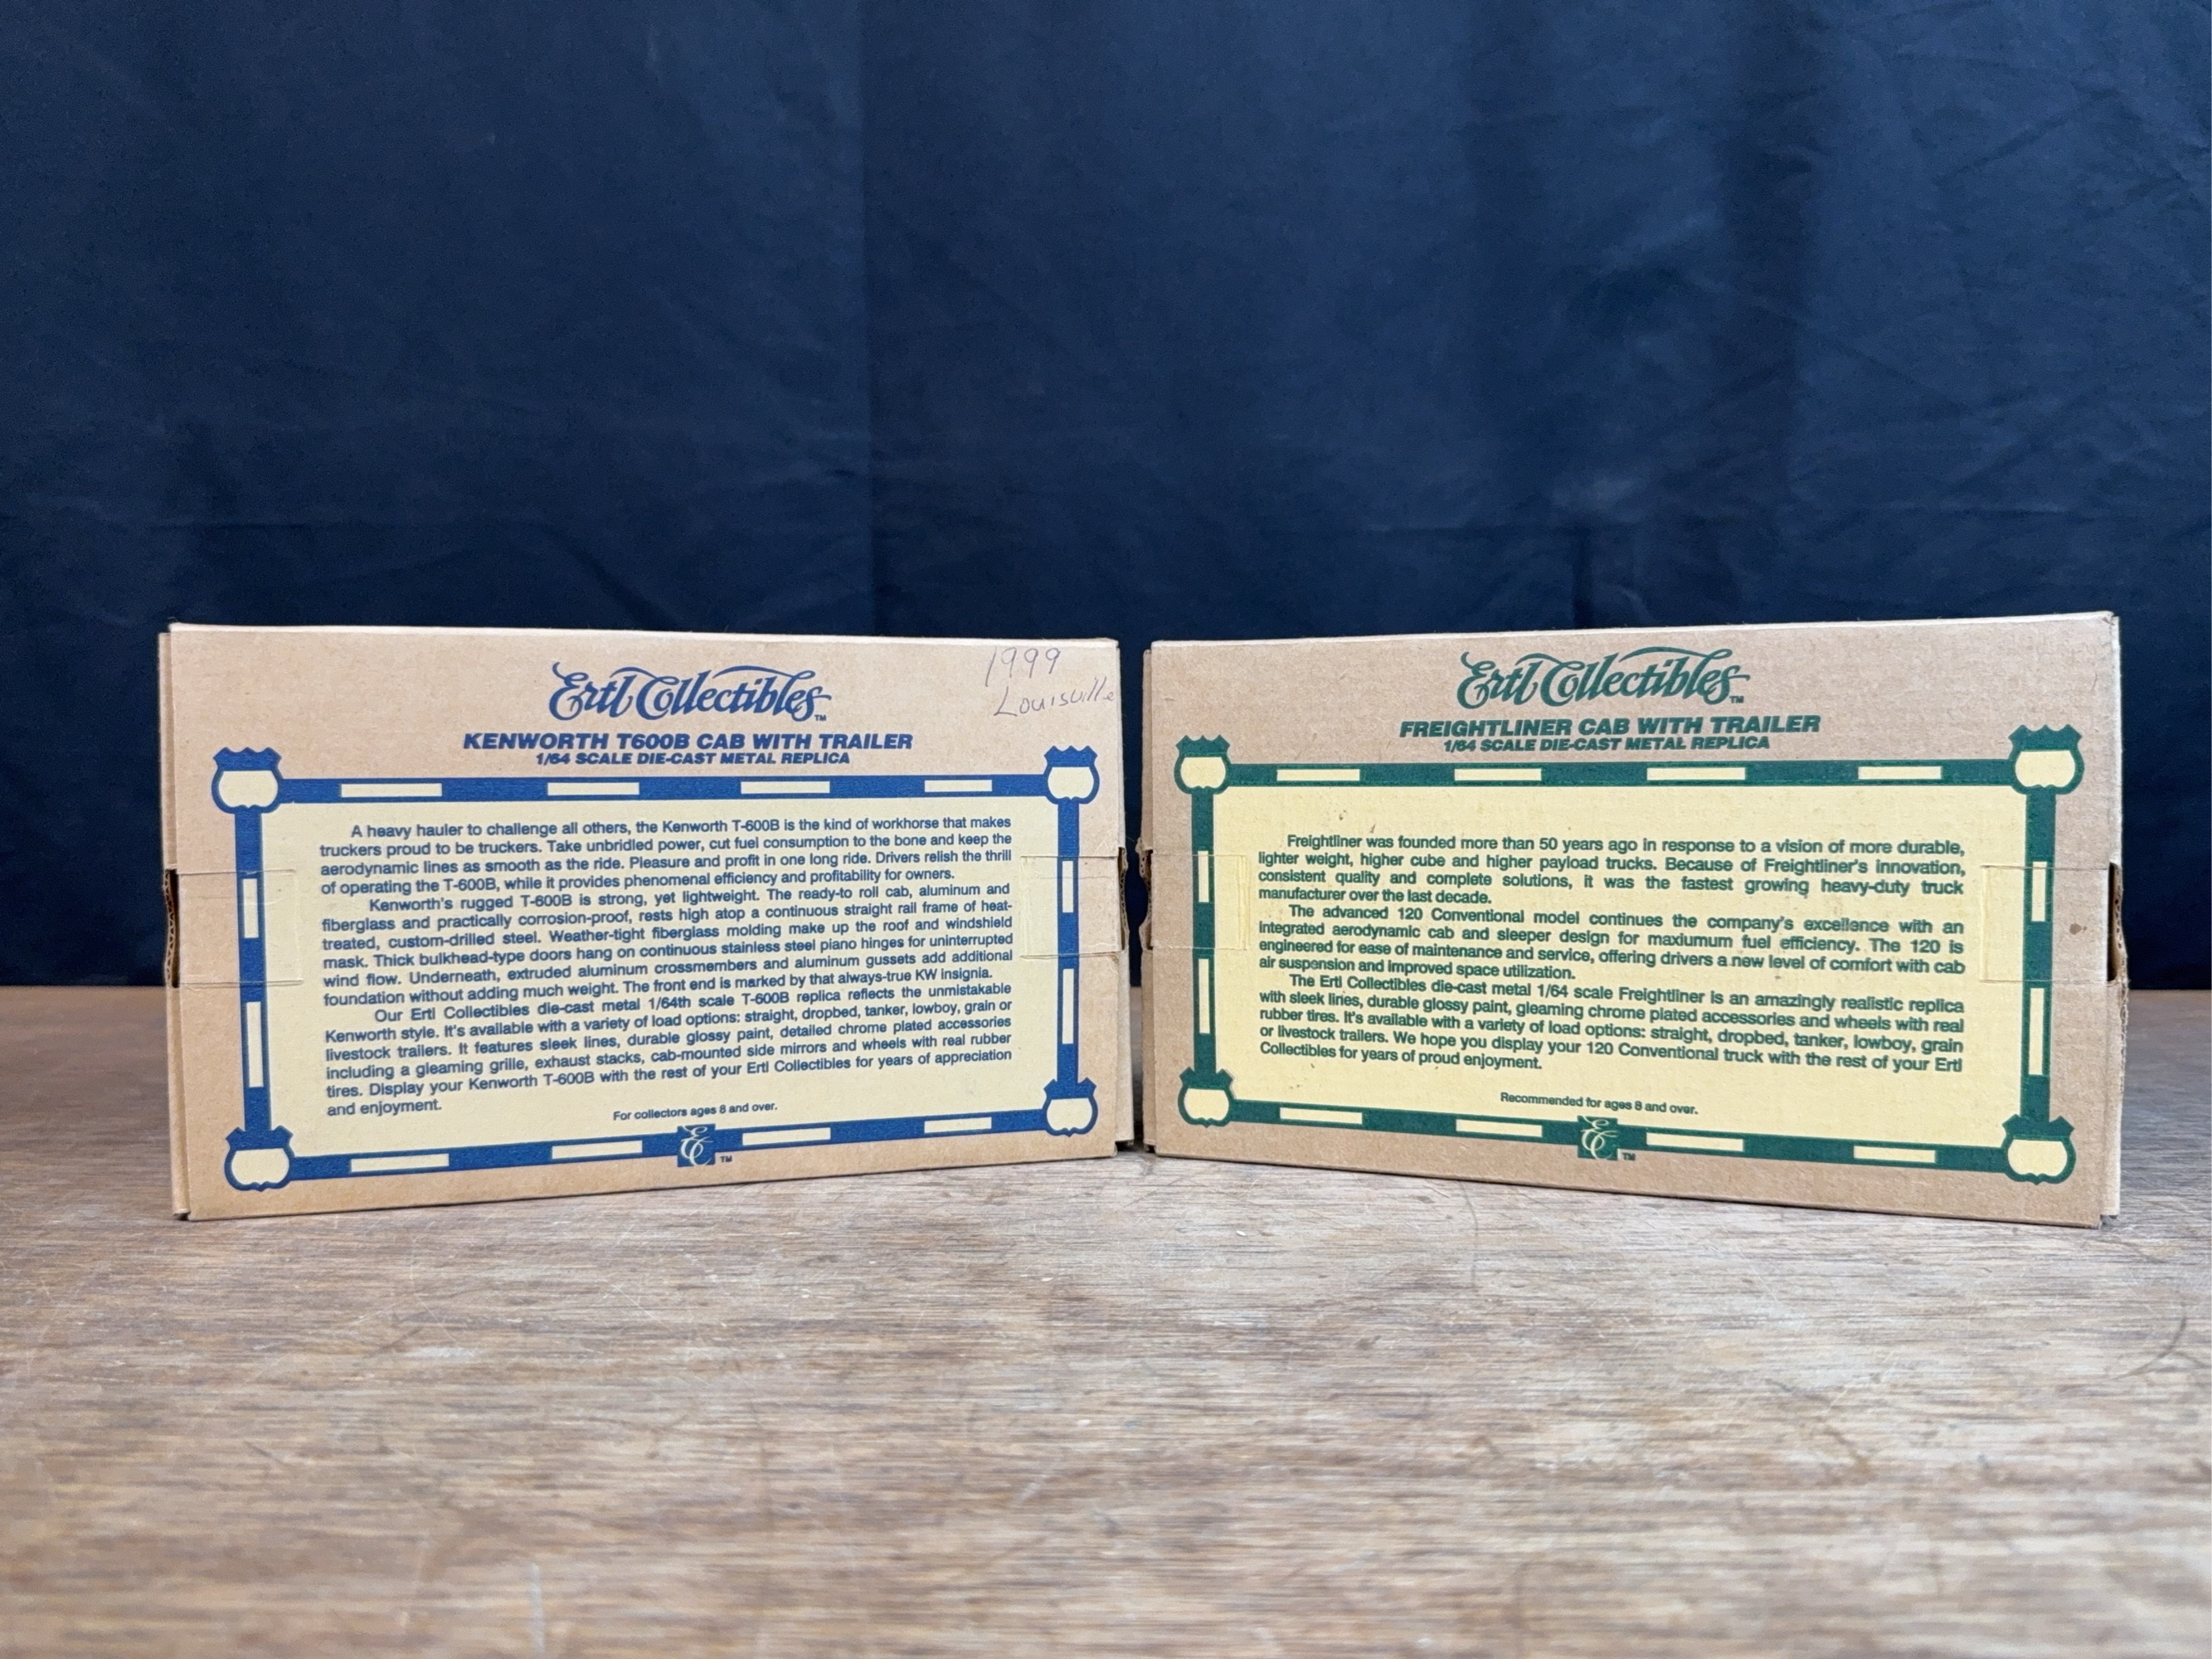 Ertl Collectibles™
1999
Louisville
KENWORTH T600B CAB WITH TRAILER
1/64 SCALE DIE-CAST METAL REPLICA
A heavy hauler to challenge all others, the Kenworth T-600B is the kind of workhorse that makes
truckers proud to be truckers. Take unbridled power, cut fuel consumption to the bone and keep the
aerodynamic lines as smooth as the ride. Pleasure and profit in one long ride. Drivers relish the thrill
of operating the T-600B, while it provides phenomenal efficiency and profitability for owners.
Kenworth's rugged T-600B is strong, yet lightweight. The ready-to roll cab, aluminum and
fiberglass and practically corrosion-proof, rests high atop a continuous straight rail frame of heat-
treated, custom-drilled steel. Weather-tight fiberglass molding make up the roof and windshield
mask. Thick bulkhead-type doors hang on continuous stainless steel piano hinges for uninterrupted
wind flow. Underneath, extruded aluminum crossmembers and aluminum gussets add additional
foundation without adding much weight. The front end is marked by that always-true KW insignia.
Our Ertl Collectibles die-cast metal 1/64th scale T-600B replica reflects the unmistakable
Kenworth style. It's available with a variety of load options: straight, dropbed, tanker, lowboy, grain or
livestock trailers. It features sleek lines, durable glossy paint, detailed chrome plated accessories
including a gleaming grille, exhaust stacks, cab-mounted side mirrors and wheels with real rubber
tires. Display your Kenworth T-600B with the rest of your Ertl Collectibles for years of appreciation
and enjoyment.
For collectors ages 8 and over.
EC™
Ertl Collectibles™
FREIGHTLINER CAB WITH TRAILER
1/64 SCALE DIE-CAST METAL REPLICA
Freightliner was founded more than 50 years ago in response to a vision of more durable,
lighter weight, higher cube and higher payload trucks. Because of Freightliner's innovation,
consistent quality and complete solutions, it was the fastest growing heavy-duty truck
manufacturer over the last decade.
The advanced 120 Conventional model continues the company's excellence with an
integrated aerodynamic cab and sleeper design for maxiumum fuel efficiency. The 120 is
engineered for ease of maintenance and service, offering drivers a new level of comfort with cab
air suspension and improved space utilization.
The Ertl Collectibles die-cast metal 1/64 scale Freightliner is an amazingly realistic replica
with sleek lines, durable glossy paint, gleaming chrome plated accessories and wheels with real
rubber tires. It's available with a variety of load options: straight, dropbed, tanker, lowboy, grain
or livestock trailers. We hope you display your 120 Conventional truck with the rest of your Ertl
Collectibles for years of proud enjoyment.
Recommended for ages 8 and over.
EC™